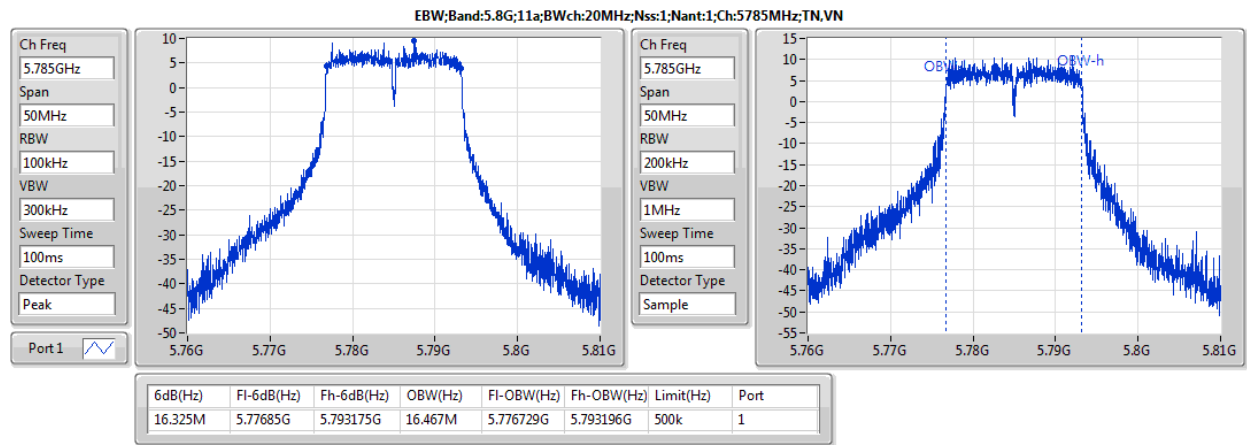 EBW;Band:5.8G;11a;BWch:20MHz;Nss:1;Nant:1;Ch:5785MHz;TN,VN
Ch Freq
5.785GHz
Span
50MHz
RBW
100kHz
VBW
300kHz
Sweep Time
100ms
Detector Type
Peak
Port 1
10
5
0
-5
-10
-15
-20
-25
-30
-35
-40
-45
-50
5.76G 5.77G 5.78G 5.79G 5.8G 5.81G
Ch Freq
5.785GHz
Span
50MHz
RBW
200kHz
VBW
1MHz
Sweep Time
100ms
Detector Type
Sample
15
10
5
0
-5
-10
-15
-20
-25
-30
-35
-40
-45
-50
-55
OBW-h
5.76G 5.77G 5.78G 5.79G 5.8G 5.81G
6dB(Hz) Fl-6dB(Hz) Fh-6dB(Hz) OBW(Hz) Fl-OBW(Hz) Fh-OBW(Hz) Limit(Hz) Port
16.325M 5.77685G 5.793175G 16.467M 5.776729G 5.793196G 500k 1